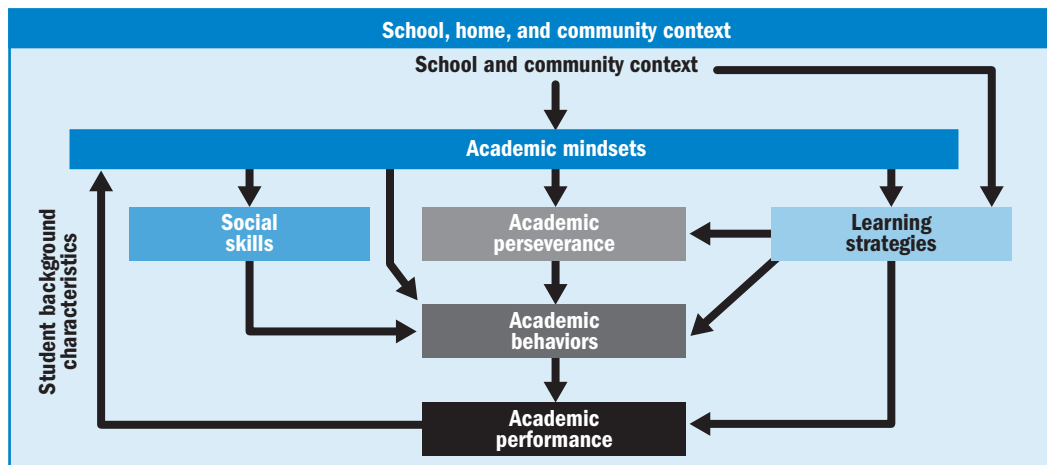 School, home, and community context
School and community context
Academic mindsets
Social
skills
Academic
perseverance
Learning
strategies
Student background
characteristics
Academic
behaviors
Academic
performance